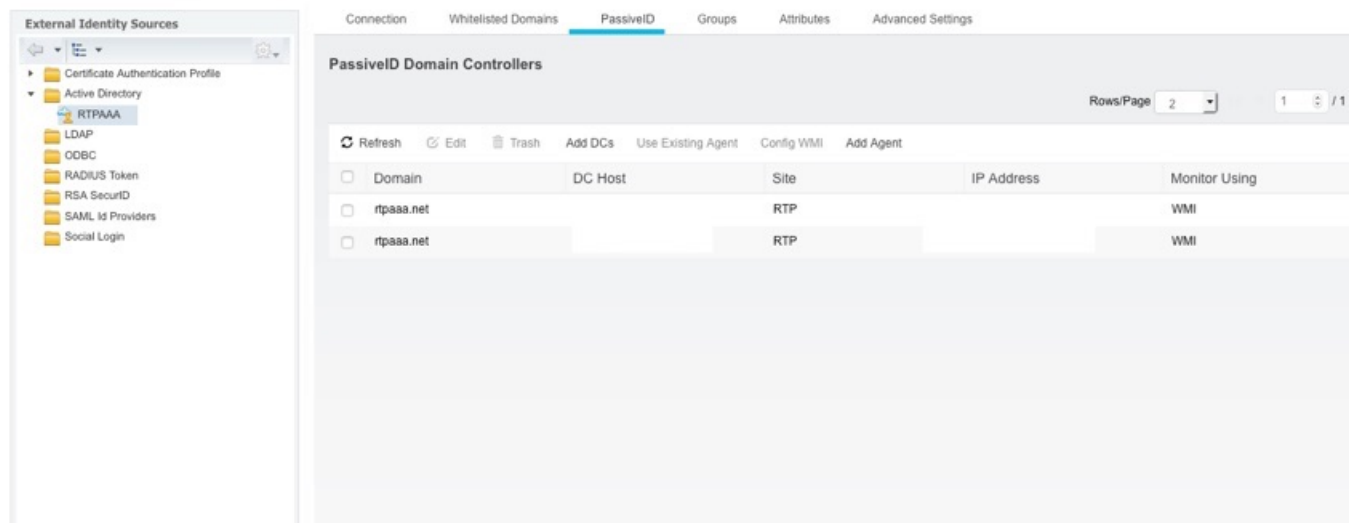 External Identity Sources
Certificate Authentication Profile
Active Directory
RTPAAA
LDAP
ODBC
RADIUS Token
RSA SecurID
SAML Id Providers
Social Login
Connection Whitelisted Domains PassiveID Groups Attributes Advanced Settings
PassiveID Domain Controllers
Rows/Page 2 1 / 1
Refresh Edit Trash Add DCs Use Existing Agent Config WMI Add Agent
Domain DC Host Site IP Address Monitor Using
rtpaaa.net RTP WMI
rtpaaa.net RTP WMI